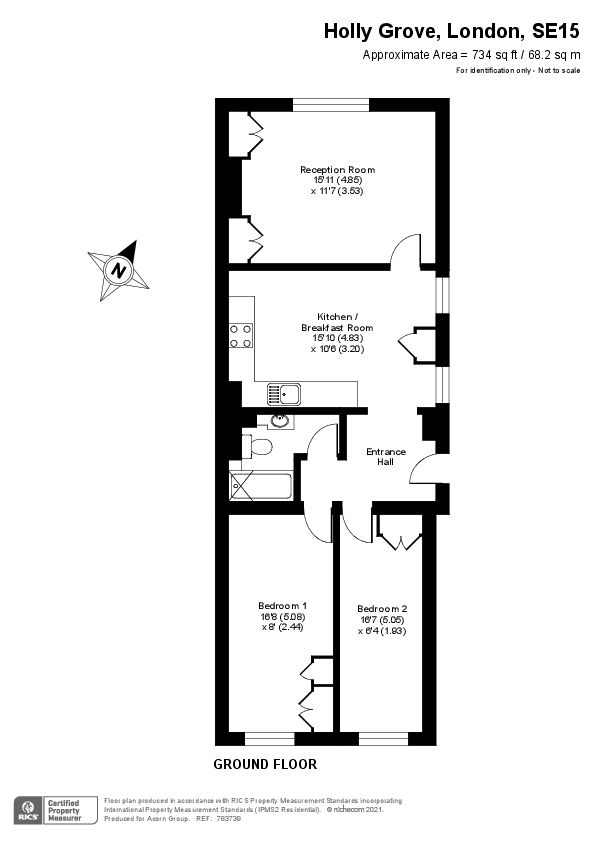 Holly Grove, London, SE15
Approximate Area = 734 sq ft / 68.2 sq m
For identification only - Not to scale
Reception Room
15'11 (4.85)
x 11'7 (3.53)
N
Kitchen /
Breakfast Room
15'10 (4.83)
x 10'6 (3.20)
Entrance
Hall
Bedroom 1
16'8 (5.08)
x 8' (2.44)
Bedroom 2
16'7 (5.05)
x 6'4 (1.93)
GROUND FLOOR
RICS
Certified
Property
Measurer
Floor plan produced in accordance with RICS Property Measurement Standards incorporating
International Property Measurement Standards (IPMS2 Residential). © nichecom 2021.
Produced for Acorn Group. REF: 783739